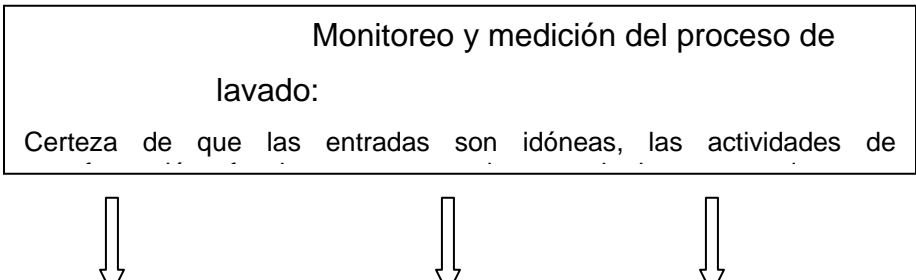 Monitoreo y medición del proceso de
lavado:
Certeza de que las entradas son idóneas, las actividades de